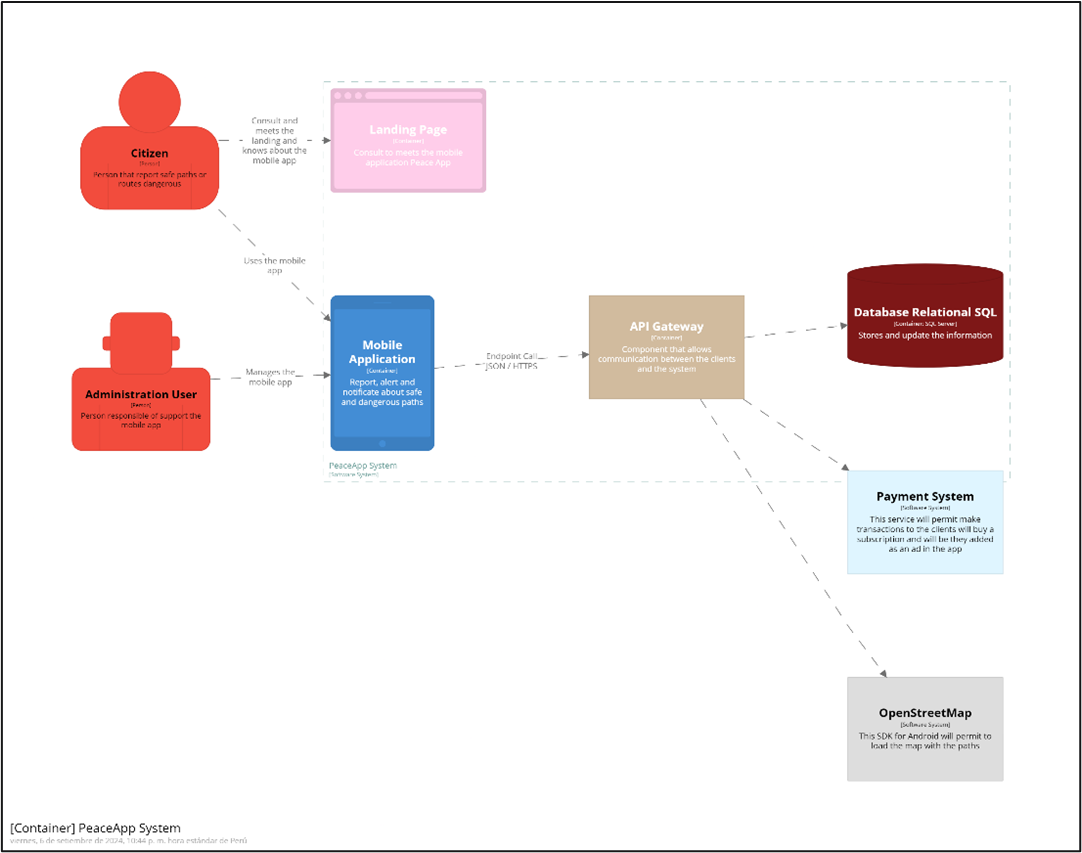 Citizen
[Person]
Person that report safe paths or
routes dangerous
Consult and
meets the
landing and
knows about the
mobile app
Landing Page
[Container]
Consult to meets the mobile
application Peace App
Uses the mobile
app
Administration User
[Person]
Person responsible of support the
mobile app
Manages the
mobile app
Mobile
Application
[Container]
Report, alert and
notificate about safe
and dangerous paths
Endpoint Call
JSON / HTTPS
API Gateway
[Container]
Component that allows
communication between the clients
and the system
Database Relational SQL
[Container: SQL Server]
Stores and update the information
PeaceApp System
[Software System]
Payment System
[Software System]
This service will permit make
transactions to the clients will buy a
subscription and will be they added
as an ad in the app
OpenStreetMap
[Software System]
This SDK for Android will permit to
load the map with the paths
[Container] PeaceApp System
viernes, 6 de setiembre de 2024, 10:44 p. m. hora estándar de Perú